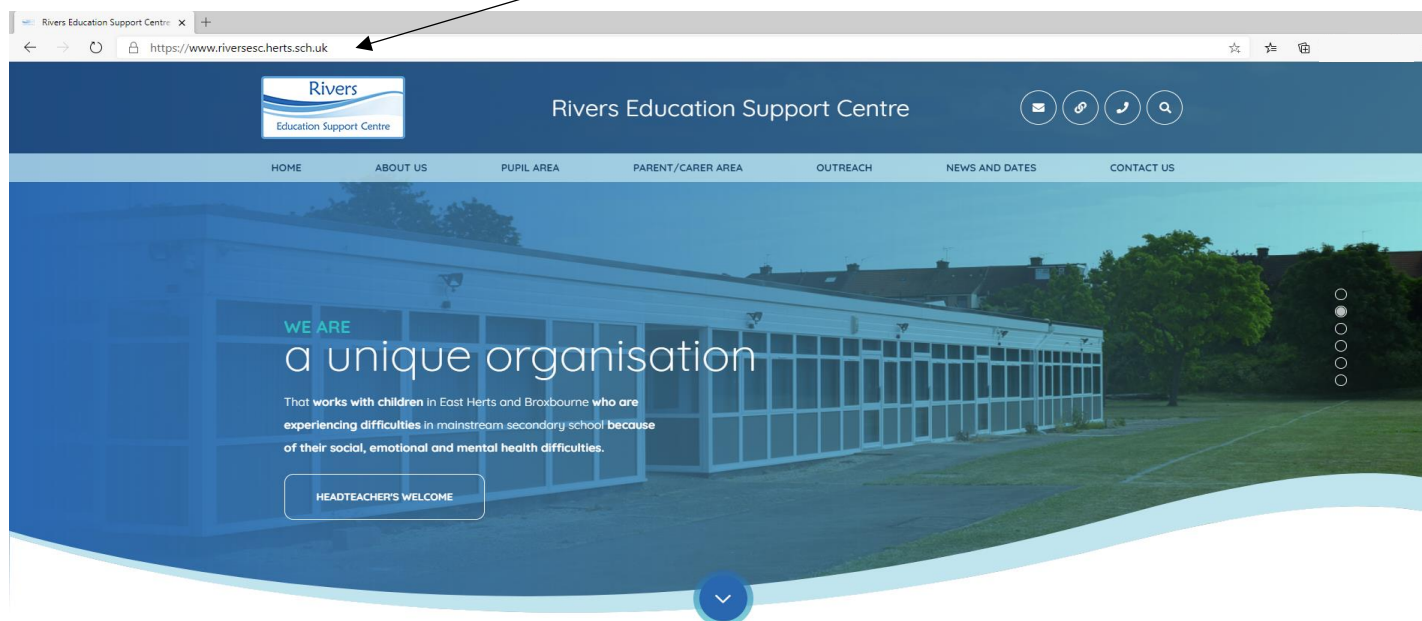 Rivers Education Support Centre
https://www.riversesc.herts.sch.uk
Rivers
Education Support Centre
Rivers Education Support Centre
HOME ABOUT US PUPIL AREA PARENT/CARER AREA OUTREACH NEWS AND DATES CONTACT US
WE ARE
a unique organisation
That works with children in East Herts and Broxbourne who are
experiencing difficulties in mainstream secondary school because
of their social, emotional and mental health difficulties.
HEADTEACHER'S WELCOME